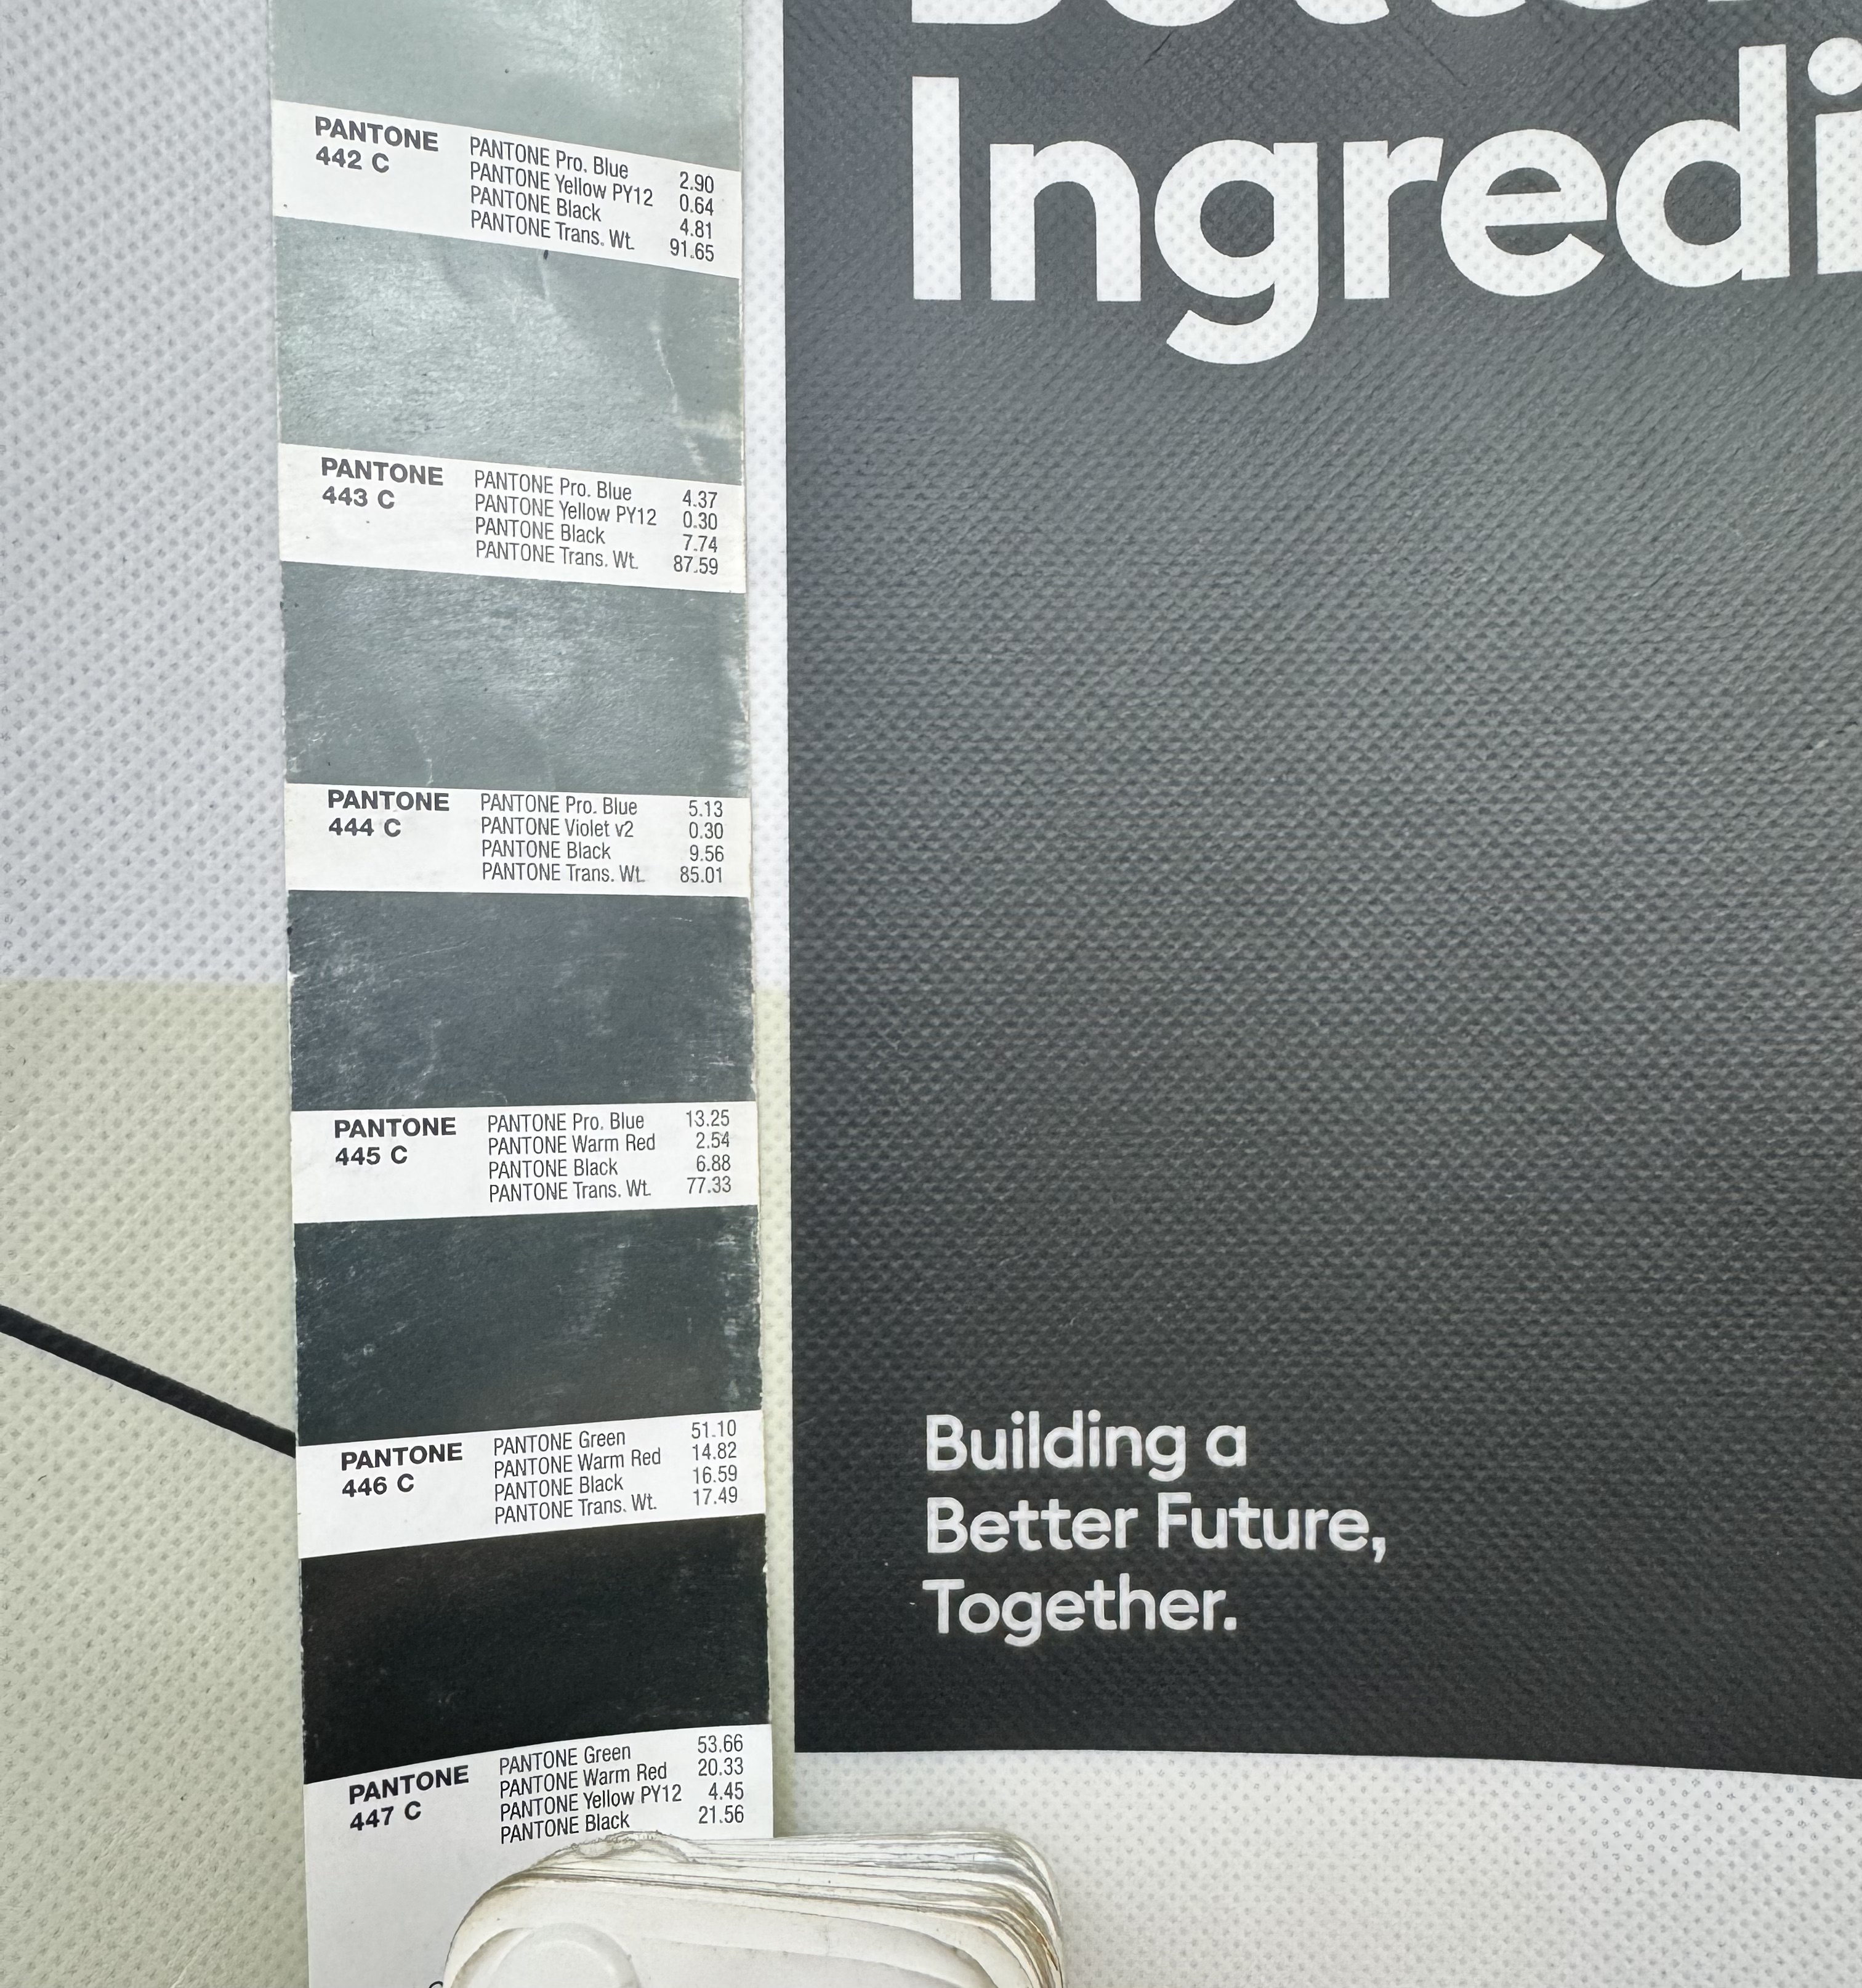 PANTONE
442 C
PANTONE Pro. Blue 2.90
PANTONE Yellow PY12 0.64
PANTONE Black 4.81
PANTONE Trans. Wt. 91.65
PANTONE
443 C
PANTONE Pro. Blue 4.37
PANTONE Yellow PY12 0.30
PANTONE Black 7.74
PANTONE Trans. Wt. 87.59
PANTONE
444 C
PANTONE Pro. Blue 5.13
PANTONE Violet v2 0.30
PANTONE Black 9.56
PANTONE Trans. Wt. 85.01
PANTONE
445 C
PANTONE Pro. Blue 13.25
PANTONE Warm Red 2.54
PANTONE Black 6.88
PANTONE Trans. Wt. 77.33
PANTONE
446 C
PANTONE Green 51.10
PANTONE Warm Red 14.82
PANTONE Black 16.59
PANTONE Trans. Wt. 17.49
PANTONE
447 C
PANTONE Green 53.66
PANTONE Warm Red 20.33
PANTONE Yellow PY12 4.45
PANTONE Black 21.56
Ingredi
Building a
Better Future,
Together.